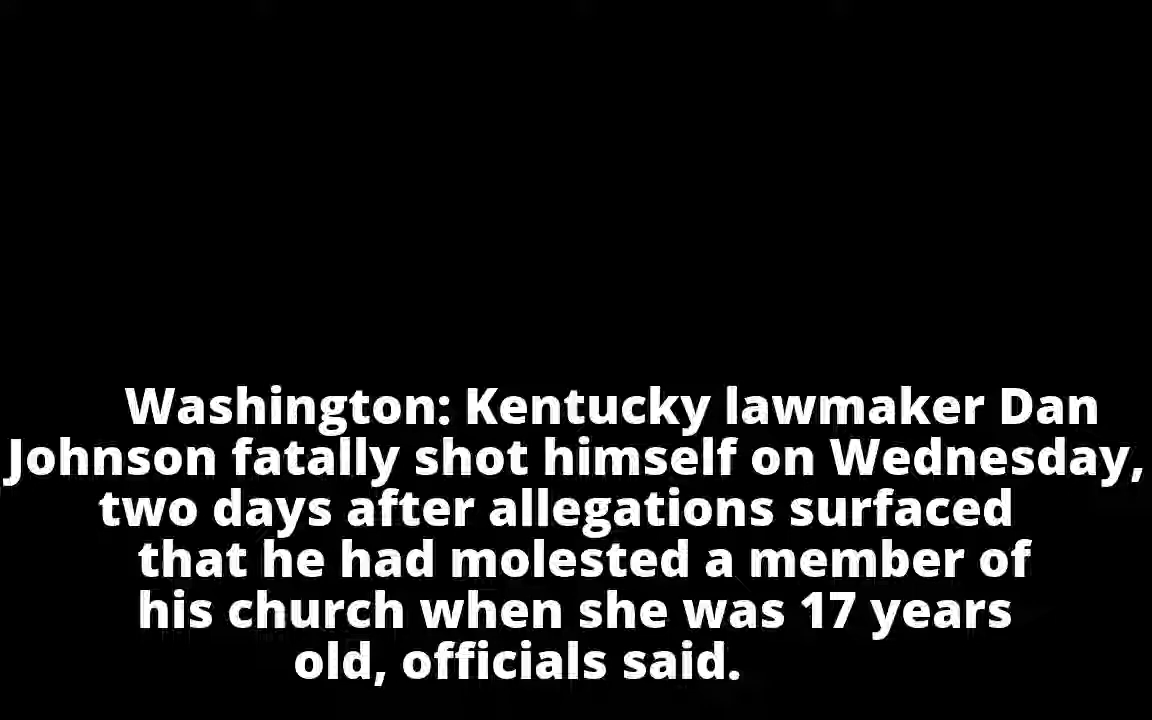 Washington: Kentucky lawmaker Dan
Johnson fatally shot himself on Wednesday,
two days after allegations surfaced
that he had molested a member of
his church when she was 17 years
old, officials said.